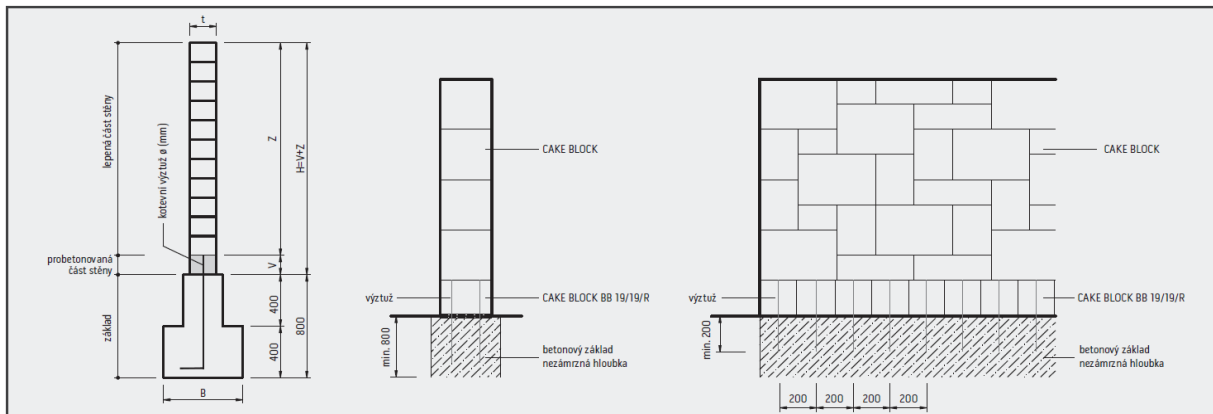 t
lepená část stěny
kotevní výztuž ø (mm)
Z
H=V+Z
probetonovaná
část stěny
V
základ
400
400
800
B
CAKE BLOCK
výztuž
CAKE BLOCK BB 19/19/R
min. 800
betonový základ
nezámrzná hloubka
CAKE BLOCK
výztuž
CAKE BLOCK BB 19/19/R
min. 200
betonový základ
nezámrzná hloubka
200
200
200
200